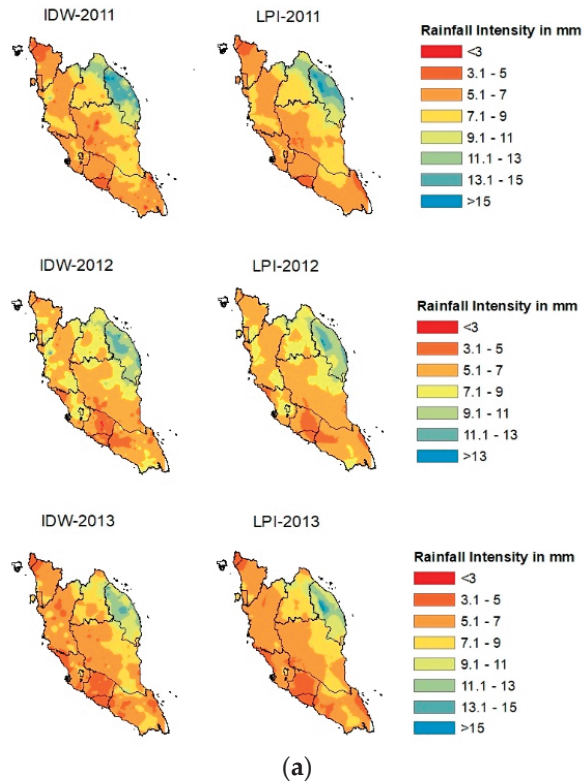 IDW-2011
LPI-2011
Rainfall Intensity in mm
<3
3.1 - 5
5.1 - 7
7.1 - 9
9.1 - 11
11.1 - 13
13.1 - 15
>15
IDW-2012
LPI-2012
Rainfall Intensity in mm
<3
3.1 - 5
5.1 - 7
7.1 - 9
9.1 - 11
11.1 - 13
>13
IDW-2013
LPI-2013
Rainfall Intensity in mm
<3
3.1 - 5
5.1 - 7
7.1 - 9
9.1 - 11
11.1 - 13
13.1 - 15
>15
(a)